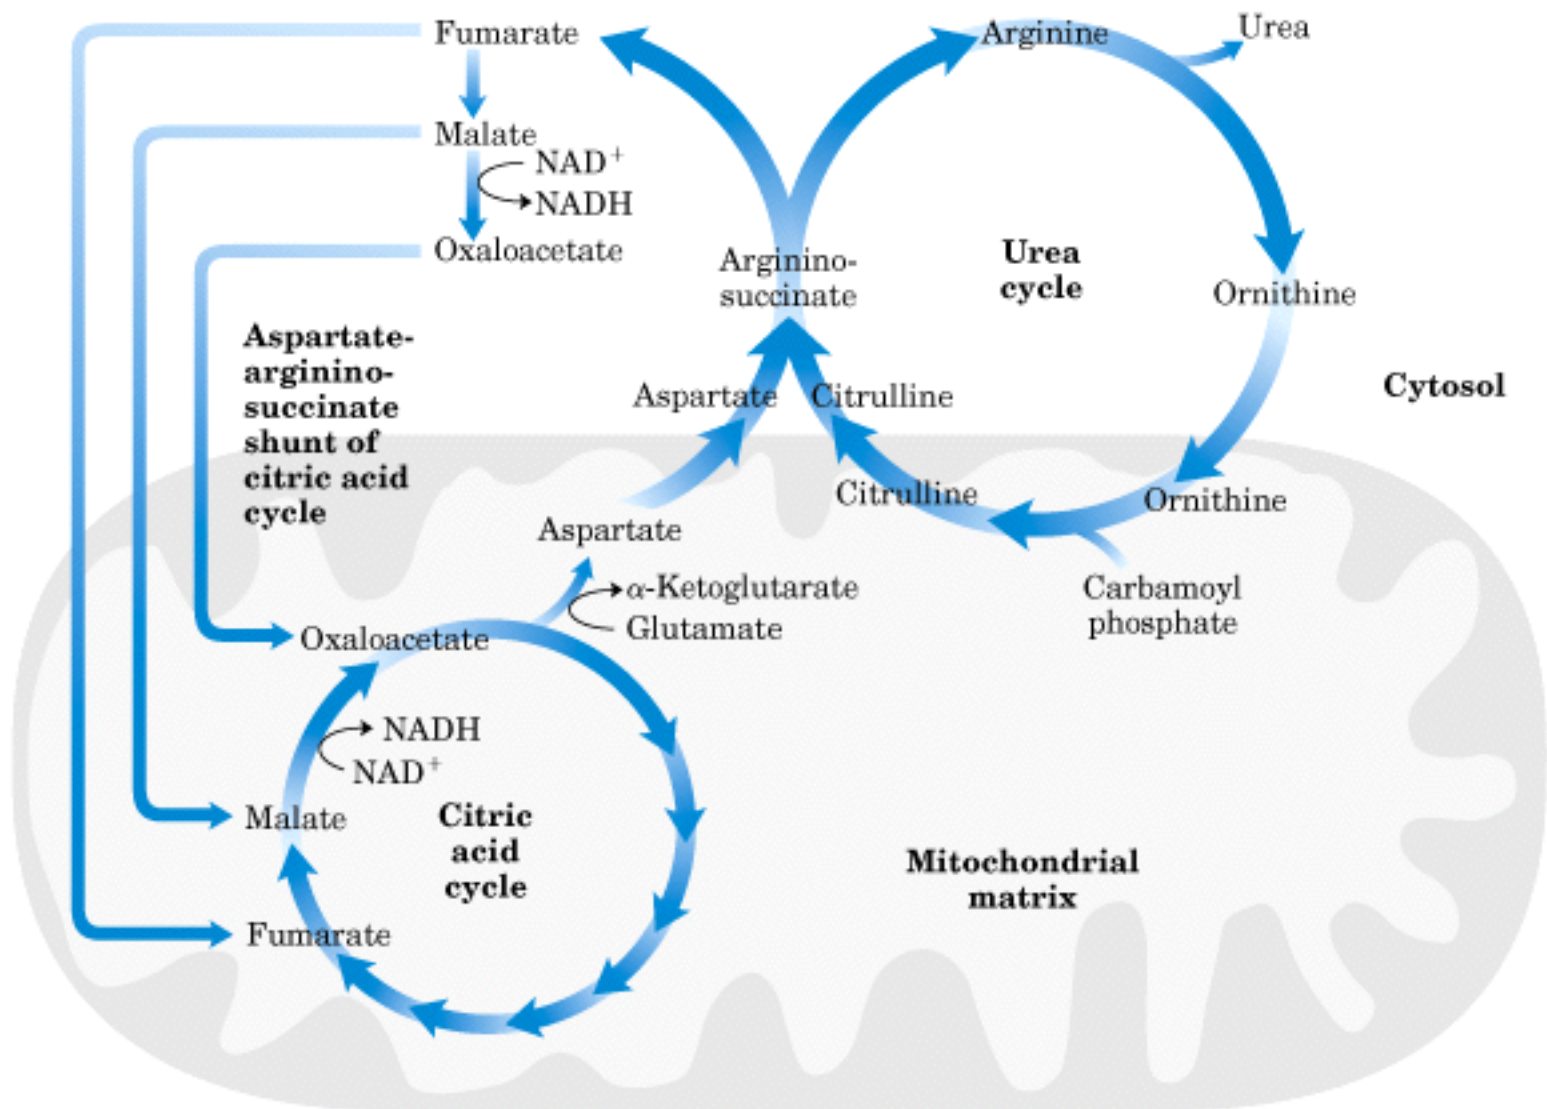 Fumarate
Arginine
Urea
Malate
NAD+
NADH
Oxaloacetate
Arginino-
succinate
Urea
cycle
Ornithine
Aspartate-
arginino-
succinate
shunt of
citric acid
cycle
Aspartate
Citrulline
Cytosol
Citrulline
Ornithine
Aspartate
α-Ketoglutarate
Glutamate
Carbamoyl
phosphate
Oxaloacetate
NADH
NAD+
Malate
Citric
acid
cycle
Mitochondrial
matrix
Fumarate